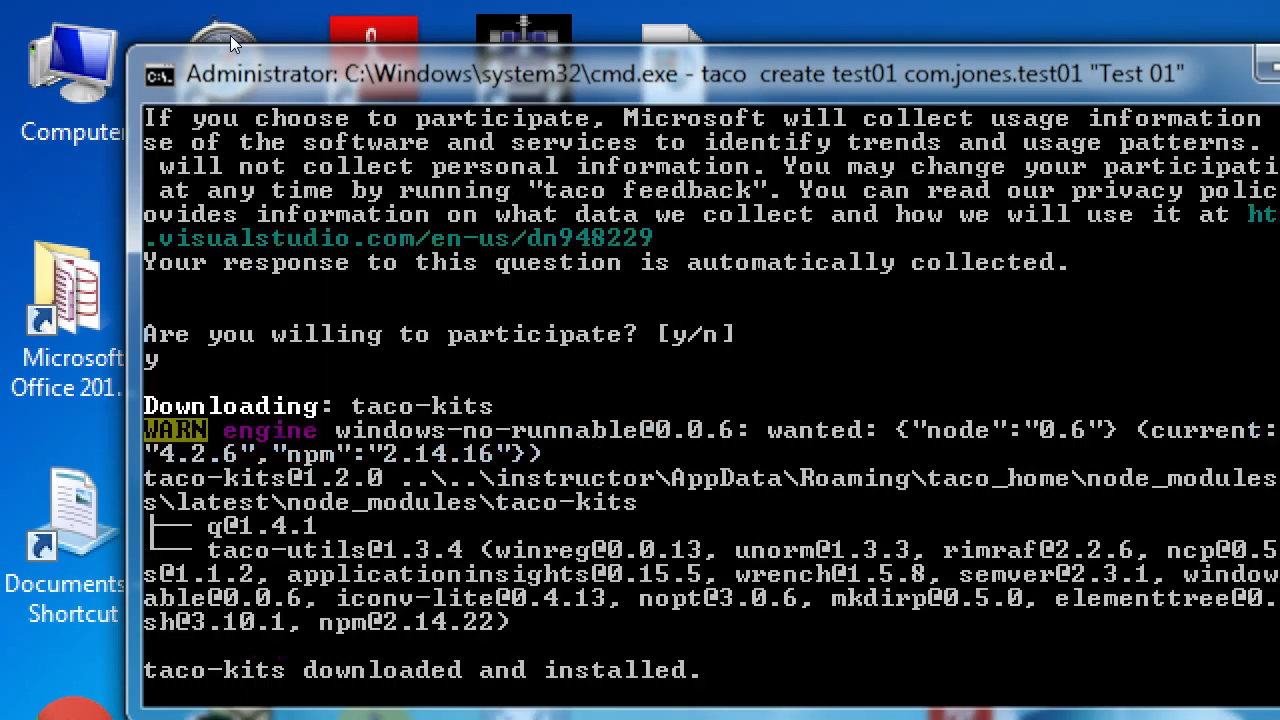 Administrator: C:\Windows\system32\cmd.exe - taco  create test01 com.jones.test01 "Test 01"
If you choose to participate, Microsoft will collect usage information
se of the software and services to identify trends and usage patterns.
will not collect personal information. You may change your participati
at any time by running "taco feedback". You can read our privacy polic
ovides information on what data we collect and how we will use it at ht
.visualstudio.com/en-us/dn948229
Your response to this question is automatically collected.
Are you willing to participate? [y/n]
y
Downloading: taco-kits
WARN engine windows-no-runnable@0.0.6: wanted: {"node":"0.6"} (current:
"4.2.6","npm":"2.14.16"})
taco-kits@1.2.0 ..\..\instructor\AppData\Roaming\taco_home\node_modules
s\latest\node_modules\taco-kits
├── q@1.4.1
└── taco-utils@1.3.4 (winreg@0.0.13, unorm@1.3.3, rimraf@2.2.6, ncp@0.5
s@1.1.2, applicationinsights@0.15.5, wrench@1.5.8, semver@2.3.1, window
able@0.0.6, iconv-lite@0.4.13, nopt@3.0.6, mkdirp@0.5.0, elementtree@0.
sh@3.10.1, npm@2.14.22)
taco-kits downloaded and installed.
Computer
Microsoft
Office 201...
Documents
Shortcut